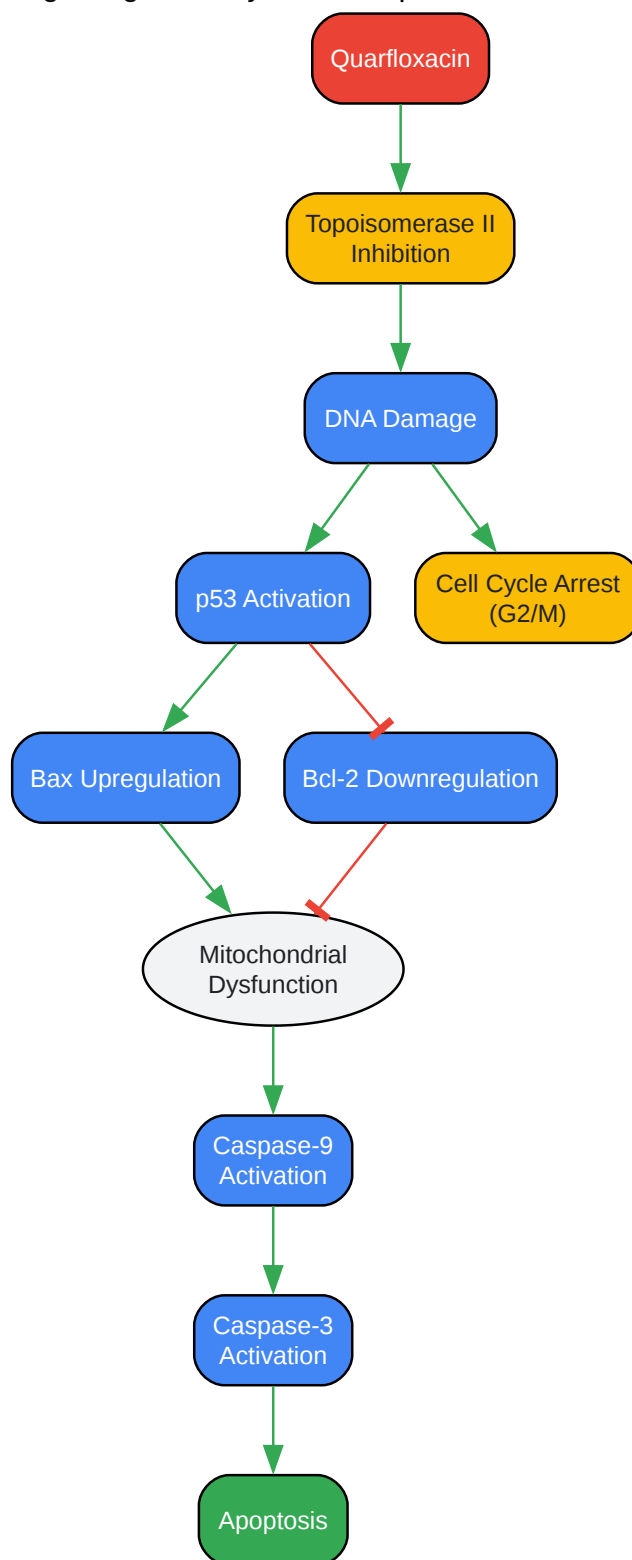 Quarfloxacin
Topoisomerase II
Inhibition
DNA Damage
p53 Activation
Cell Cycle Arrest
(G2/M)
Bax Upregulation
Bcl-2 Downregulation
Mitochondrial
Dysfunction
Caspase-9
Activation
Caspase-3
Activation
Apoptosis